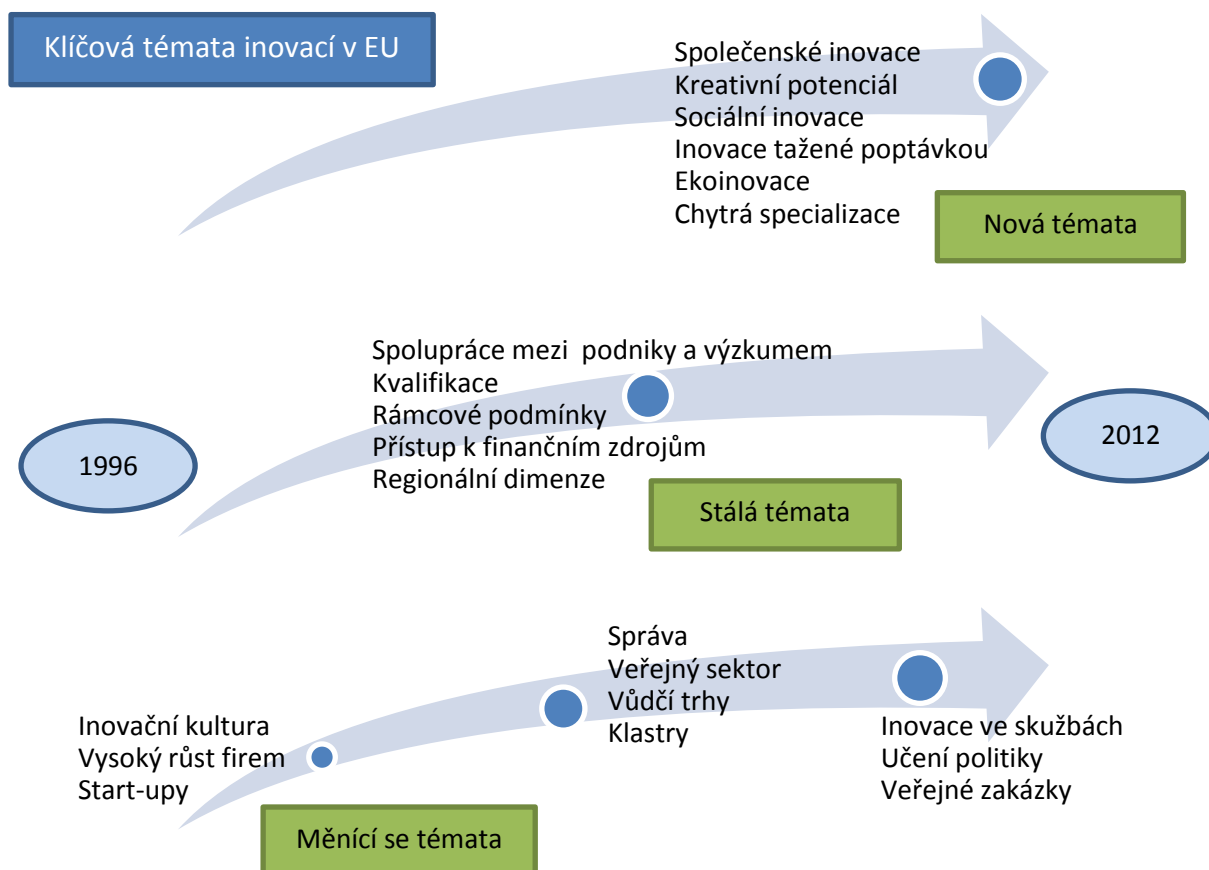 Klíčová témata inovací v EU
Společenské inovace
Kreativní potenciál
Sociální inovace
Inovace tažené poptávkou
Ekoinovace
Chytrá specializace
Nová témata
Spolupráce mezi podniky a výzkumem
Kvalifikace
Rámcové podmínky
Přístup k finančním zdrojům
Regionální dimenze
1996
2012
Stálá témata
Správa
Veřejný sektor
Vůdčí trhy
Klastry
Inovační kultura
Vysoký růst firem
Start-upy
Inovace ve skužbách
Učení politiky
Veřejné zakázky
Měnící se témata